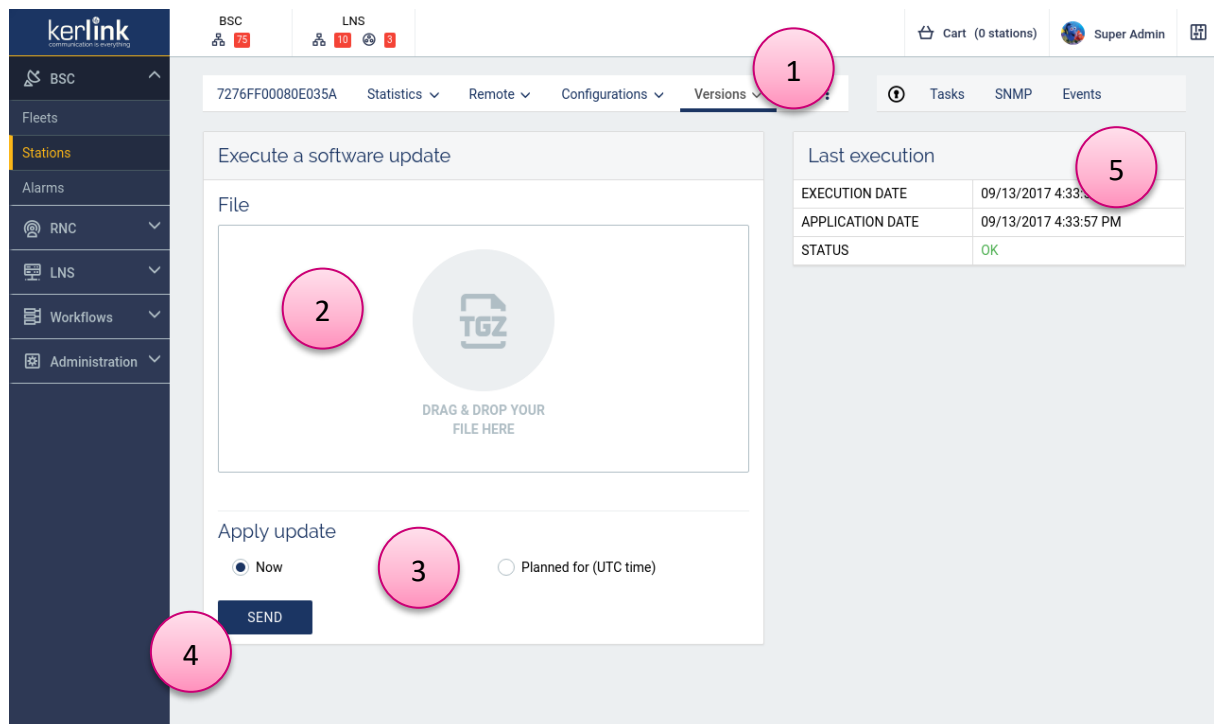 kerlink
communication is everything
BSC
75
LNS
10
3
Cart (0 stations)
Super Admin
BSC
Fleets
Stations
Alarms
RNC
LNS
Workflows
Administration
7276FF00080E035A
Statistics
Remote
Configurations
Versions
1
Tasks
SNMP
Events
Execute a software update
File
2
TGZ
DRAG & DROP YOUR
FILE HERE
Apply update
Now
3
Planned for (UTC time)
SEND
4
Last execution
5
EXECUTION DATE
09/13/2017 4:33:
APPLICATION DATE
09/13/2017 4:33:57 PM
STATUS
OK